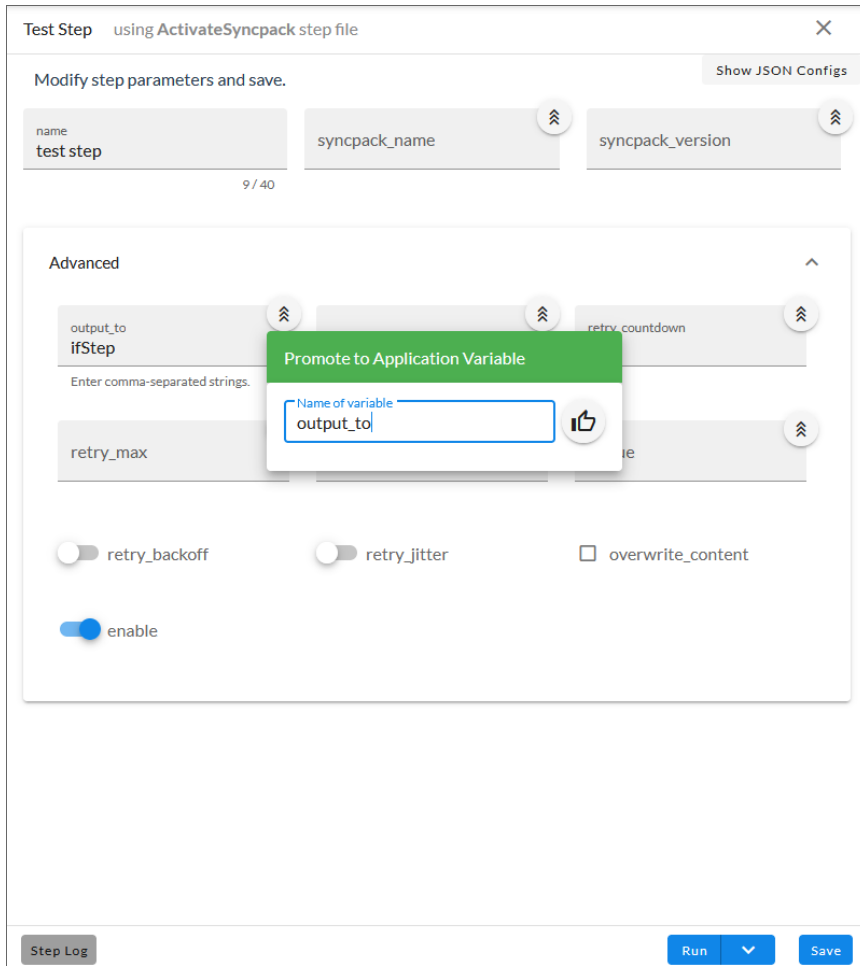 Test Step using ActivateSyncpack step file
Show JSON Configs
Modify step parameters and save.
name
test step
syncpack_name
syncpack_version
9 / 40
Advanced
output_to
ifStep
retry_countdown
Enter comma-separated strings.
Promote to Application Variable
Name of variable
output_to
retry_max
retry_backoff
retry_jitter
overwrite_content
enable
Step Log
Run
Save